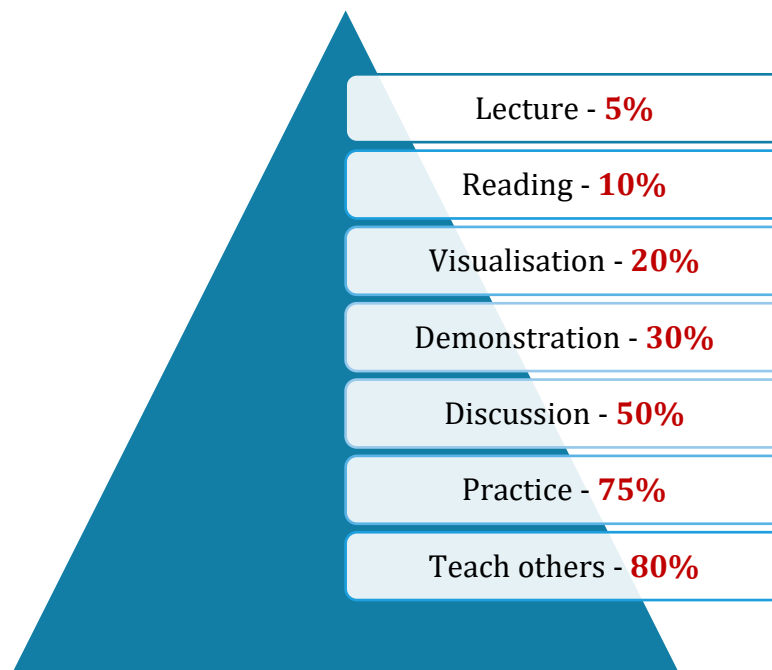 Lecture - 5%
Reading - 10%
Visualisation - 20%
Demonstration - 30%
Discussion - 50%
Practice - 75%
Teach others - 80%